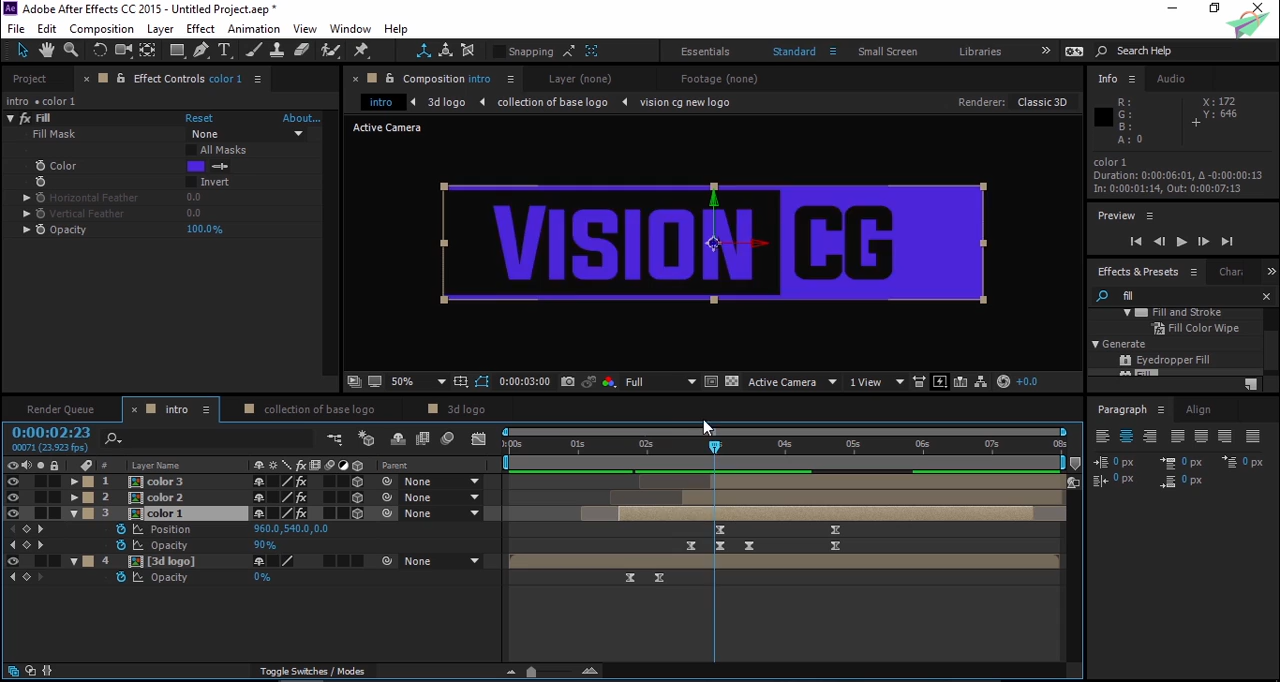 Adobe After Effects CC 2015 - Untitled Project.aep *
File Edit Composition Layer Effect Animation View Window Help
Snapping Essentials Standard Small Screen Libraries Search Help
Project Effect Controls color 1
intro • color 1
fx Fill Reset About...
Fill Mask None
All Masks
Color
Invert
Horizontal Feather 0.0
Vertical Feather 0.0
Opacity 100.0%
Composition intro Layer (none) Footage (none)
intro 3d logo collection of base logo vision cg new logo Renderer: Classic 3D
Active Camera
VISION CG
50% 0:00:03:00 Full Active Camera 1 View +0.0
Info Audio
R: X: 172
G: Y: 646
B:
A: 0
color 1
Duration: 0:00:06:01, Δ -0:00:00:13
In: 0:00:01:14, Out: 0:00:07:13
Preview
Effects & Presets
fill
Fill and Stroke
Fill Color Wipe
Generate
Eyedropper Fill
Fill
Render Queue intro collection of base logo 3d logo
0:00:02:23
00071 (23.923 fps)
01s 02s 04s 05s 06s 07s 08s
# Layer Name Parent
1 color 3 fx None
2 color 2 fx None
3 color 1 fx None
Position 960.0,540.0,0.0
Opacity 90%
4 [3d logo] None
Opacity 0%
Toggle Switches / Modes
Paragraph Align
0 px 0 px 0 px
0 px 0 px